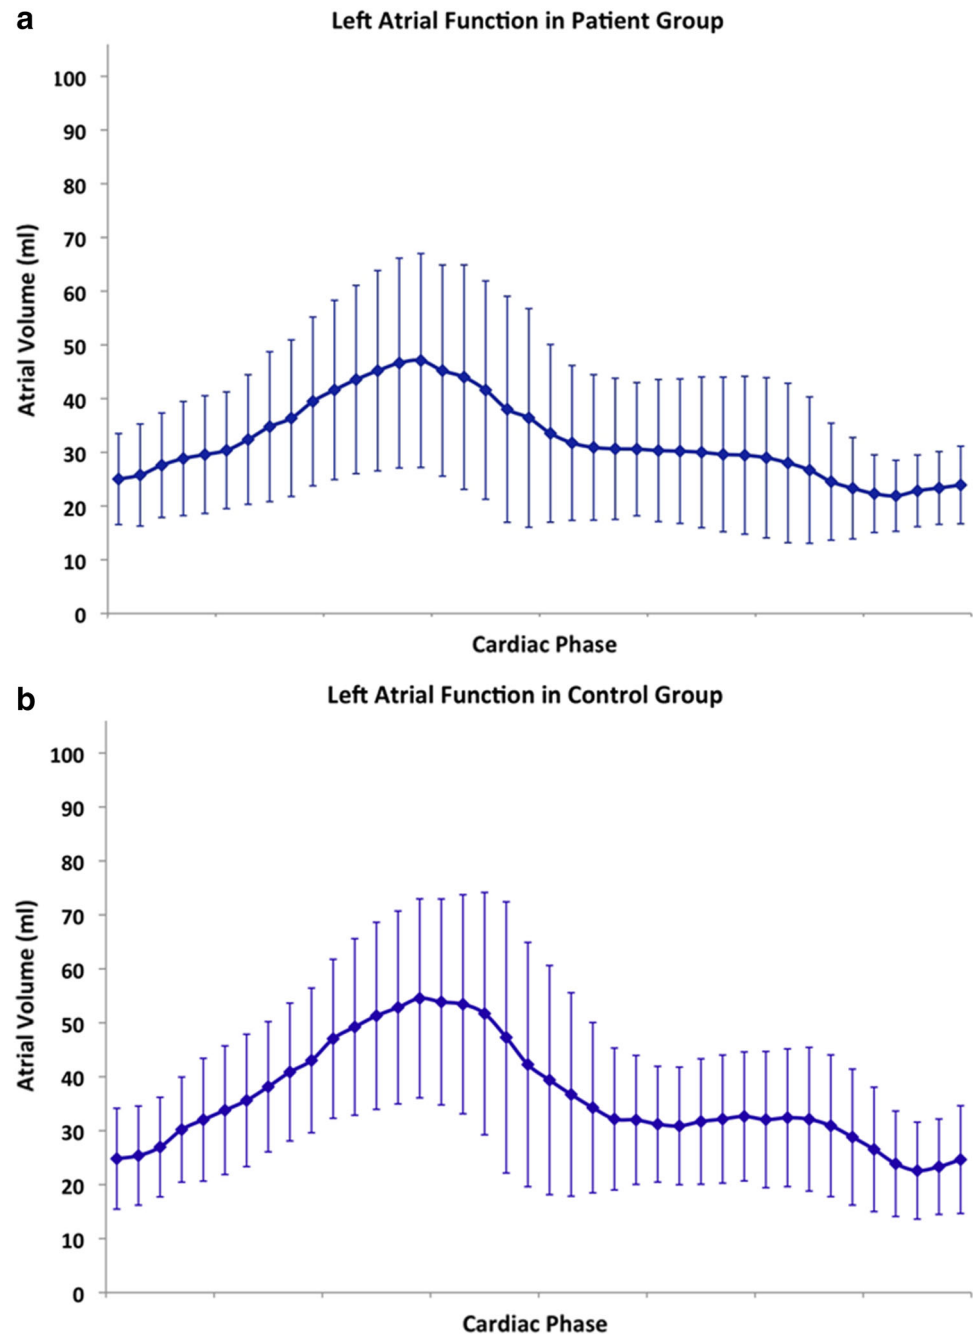 a
Left Atrial Function in Patient Group
100
90
80
70
60
50
40
30
20
10
0
Atrial Volume (ml)
Cardiac Phase
b
Left Atrial Function in Control Group
100
90
80
70
60
50
40
30
20
10
0
Atrial Volume (ml)
Cardiac Phase